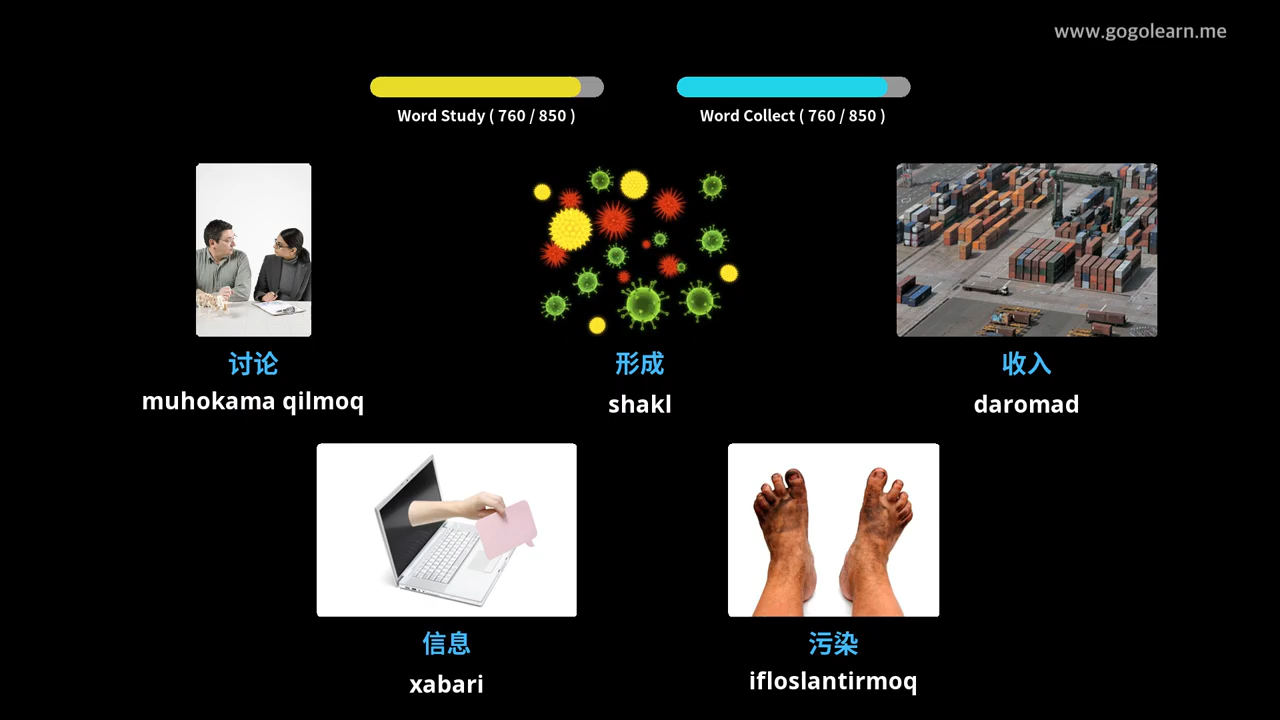 www.gogolearn.me
Word Study ( 760 / 850 )
Word Collect ( 760 / 850 )
讨论
muhokama qilmoq
形成
shakl
收入
daromad
信息
xabari
污染
ifloslantirmoq